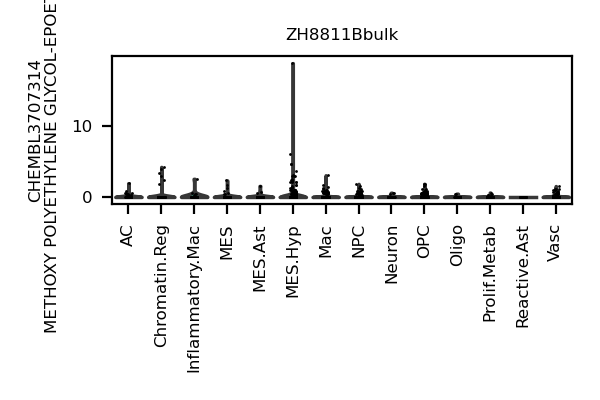 ZH8811Bbulk
CHEMBL3707314
METHOXY POLYETHYLENE GLYCOL-EPOET
10
0
AC
Chromatin.Reg
Inflammatory.Mac
MES
MES.Ast
MES.Hyp
Mac
NPC
Neuron
OPC
Oligo
Prolif.Metab
Reactive.Ast
Vasc